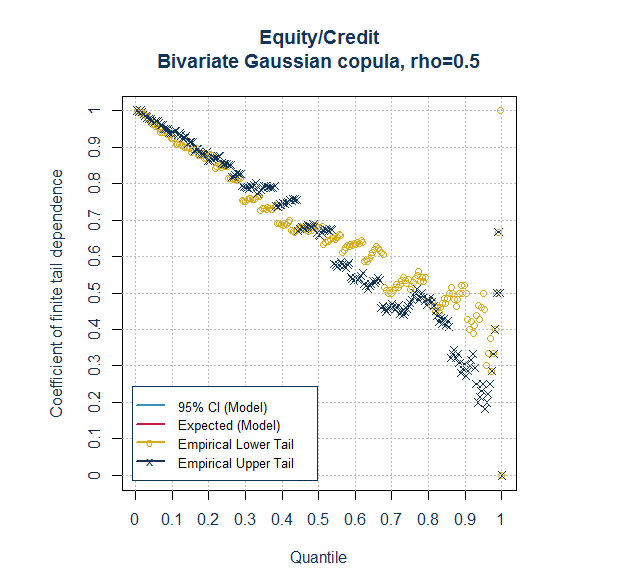 Equity/Credit
Bivariate Gaussian copula, rho=0.5
Coefficient of finite tail dependence
1
0.9
0.8
0.7
0.6
0.5
0.4
0.3
0.2
0.1
0
95% CI (Model)
Expected (Model)
Empirical Lower Tail
Empirical Upper Tail
0 0.1 0.2 0.3 0.4 0.5 0.6 0.7 0.8 0.9 1
Quantile